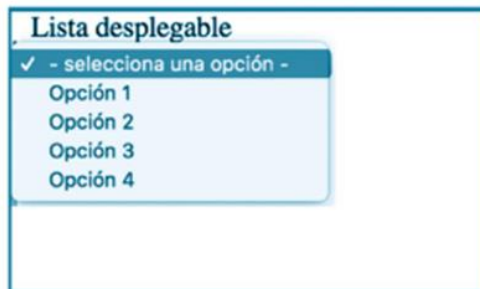 Lista desplegable
✓ - selecciona una opción -
Opción 1
Opción 2
Opción 3
Opción 4